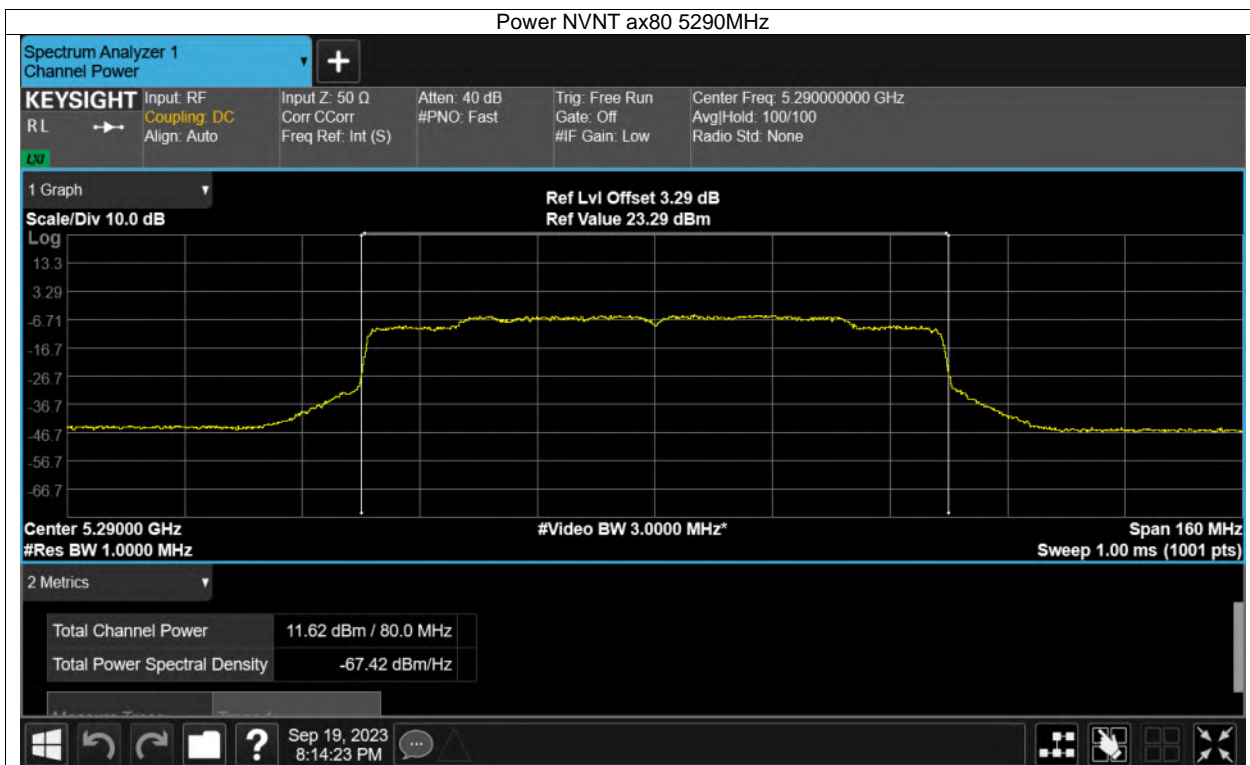 Power NVNT ax80 5290MHz
Spectrum Analyzer 1
Channel Power
KEYSIGHT
RL
LXI
Input: RF
Coupling: DC
Align: Auto
Input Z: 50 Ω
Corr CCorr
Freq Ref: Int (S)
Atten: 40 dB
#PNO: Fast
Trig: Free Run
Gate: Off
#IF Gain: Low
Center Freq: 5.290000000 GHz
Avg|Hold: 100/100
Radio Std: None
1 Graph
Scale/Div 10.0 dB
Ref Lvl Offset 3.29 dB
Ref Value 23.29 dBm
Log
13.3
3.29
-6.71
-16.7
-26.7
-36.7
-46.7
-56.7
-66.7
Center 5.29000 GHz
#Video BW 3.0000 MHz*
Span 160 MHz
#Res BW 1.0000 MHz
Sweep 1.00 ms (1001 pts)
2 Metrics
Total Channel Power 11.62 dBm / 80.0 MHz
Total Power Spectral Density -67.42 dBm/Hz
?
Sep 19, 2023
8:14:23 PM